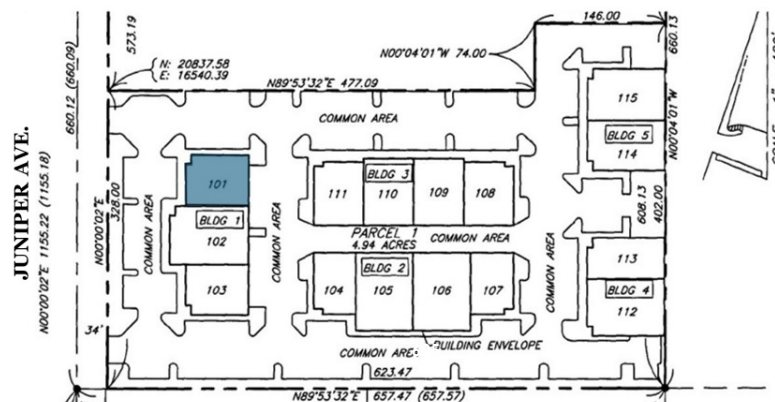 146.00
573.19
660.13
N00°04'01"W 74.00
N: 20837.58
E: 16540.39
N89°53'32"E 477.09
660.12 (660.09)
115
N00°04'01"W
COMMON AREA
BLDG 5
114
JUNIPER AVE.
N00°00'02"E 1155.22 (1155.18)
N00°00'02"E
328.00
101
BLDG 3
111
110
109
108
COMMON AREA
BLDG 1
102
PARCEL 1
4.94 ACRES
COMMON AREA
608.13
402.00
COMMON AREA
BLDG 2
113
103
104
105
106
107
COMMON AREA
BLDG 4
112
34'
BUILDING ENVELOPE
COMMON AREA
623.47
N89°53'32"E 657.47 (657.57)